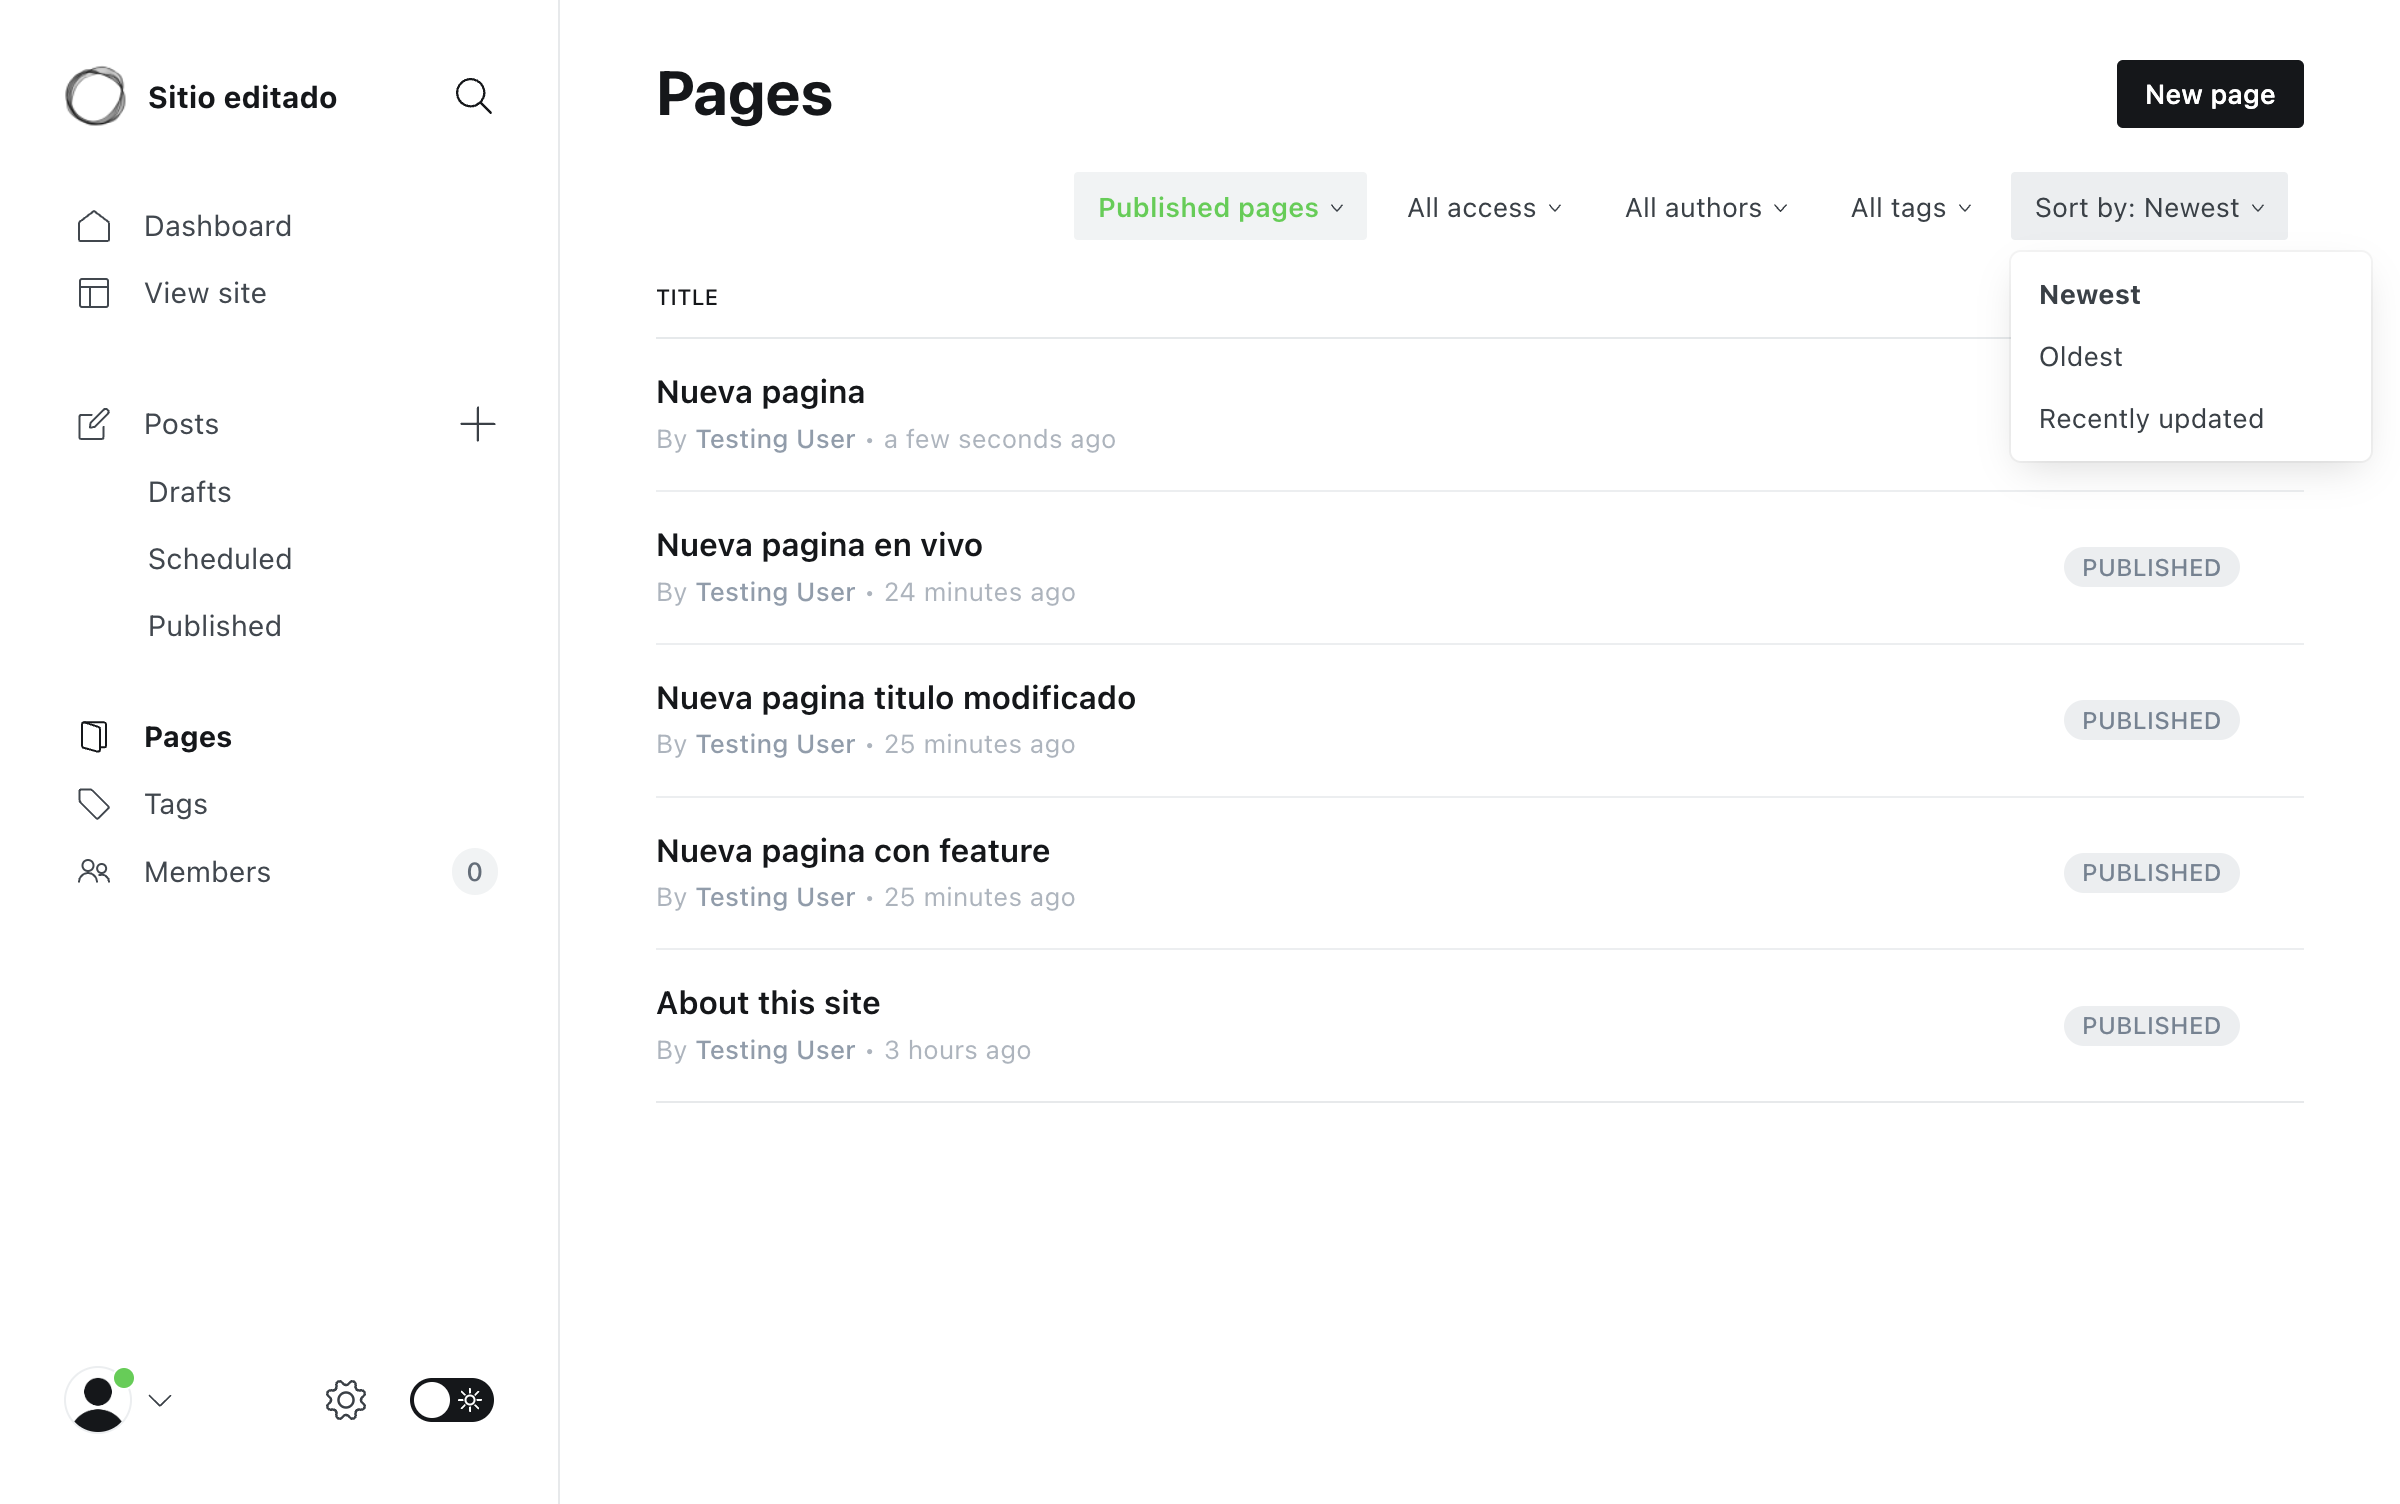 Sitio editado
Dashboard
View site
Posts
Drafts
Scheduled
Published
Pages
Tags
Members
0
Pages
New page
Published pages
All access
All authors
All tags
Sort by: Newest
Newest
Oldest
Recently updated
TITLE
Nueva pagina
By Testing User • a few seconds ago
Nueva pagina en vivo
By Testing User • 24 minutes ago
PUBLISHED
Nueva pagina titulo modificado
By Testing User • 25 minutes ago
PUBLISHED
Nueva pagina con feature
By Testing User • 25 minutes ago
PUBLISHED
About this site
By Testing User • 3 hours ago
PUBLISHED